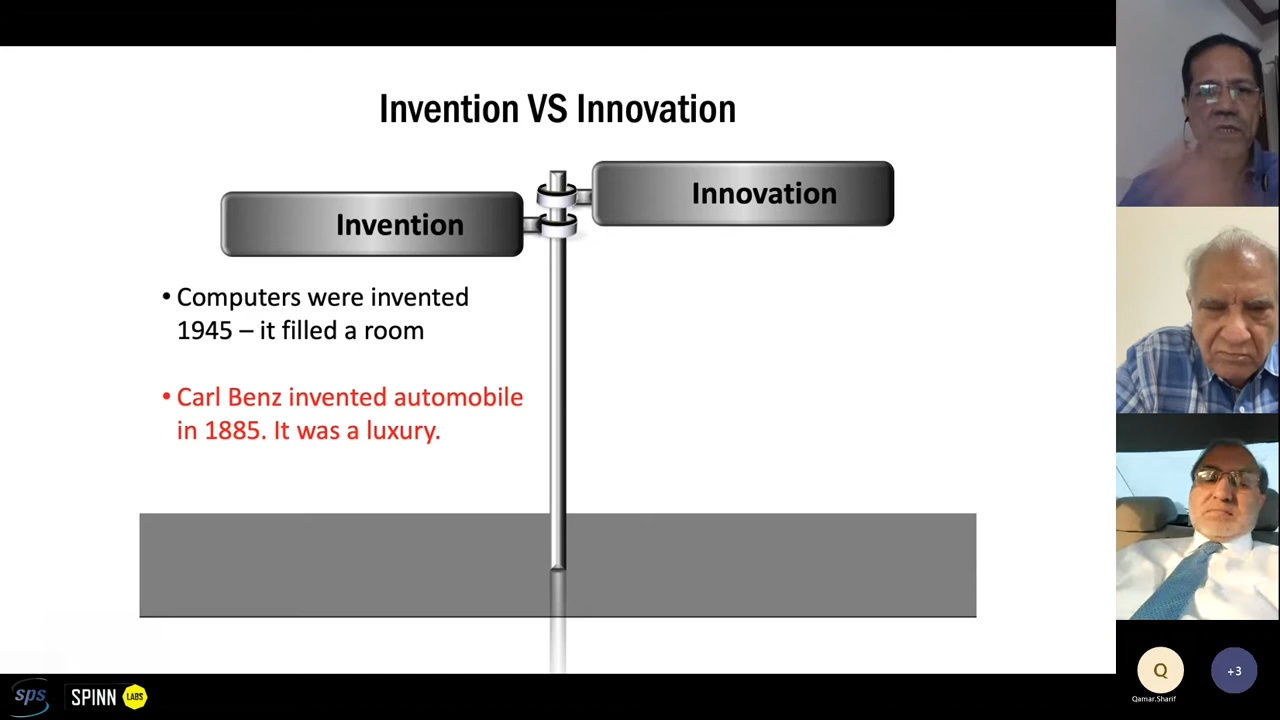 Invention VS Innovation
Invention
Innovation
• Computers were invented
1945 – it filled a room
• Carl Benz invented automobile
in 1885. It was a luxury.
sps
SPINN LABS
Q
+3
Qamar.Sharif